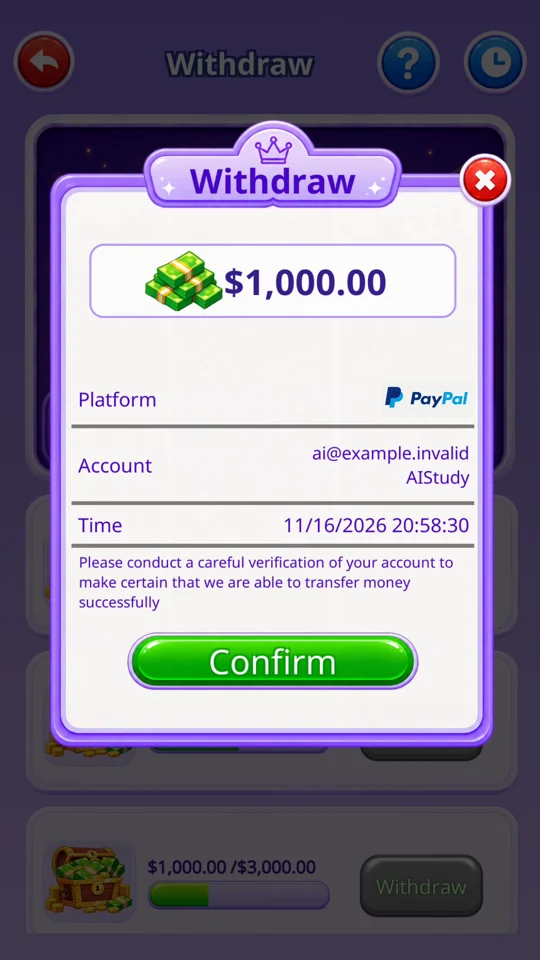 Withdraw
?
Withdraw
$1,000.00
Platform
PayPal
Account
ai@example.invalid
AIStudy
Time
11/16/2026 20:58:30
Please conduct a careful verification of your account to
make certain that we are able to transfer money
successfully
Confirm
$1,000.00 /$3,000.00
Withdraw